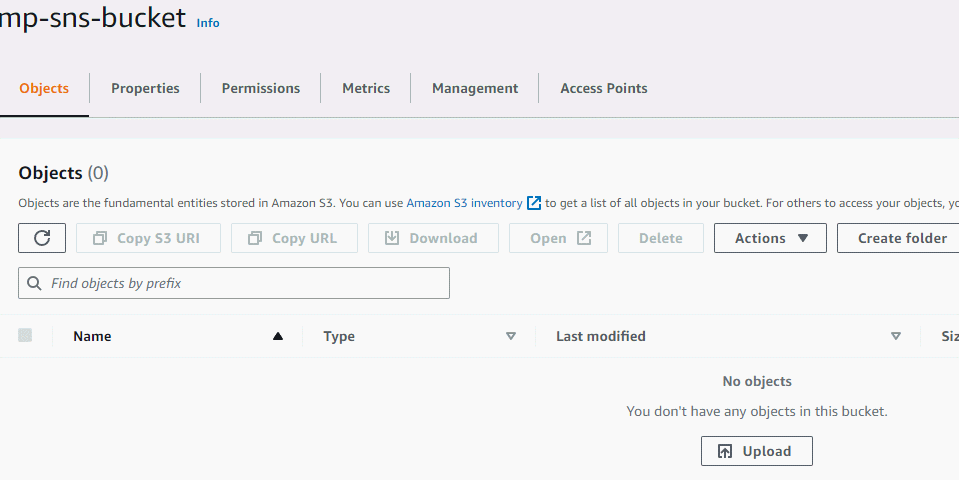 mp-sns-bucket Info
Objects Properties Permissions Metrics Management Access Points
Objects (0)
Objects are the fundamental entities stored in Amazon S3. You can use Amazon S3 inventory to get a list of all objects in your bucket. For others to access your objects,
Copy S3 URI Copy URL Download Open Delete Actions Create folder
Find objects by prefix
Name Type Last modified
No objects
You don't have any objects in this bucket.
Upload